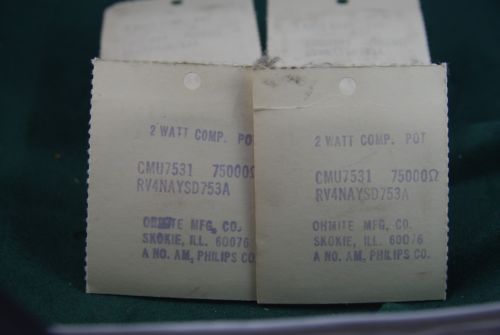 2 WATT COMP. POT
CMU7531 75000Ω
RV4NAYSD753A
OHMITE MFG. CO.
SKOKIE, ILL. 60076
A NO. AM. PHILIPS CO.
2 WATT COMP. POT
CMU7531 75000Ω
RV4NAYSD753A
OHMITE MFG. CO.
SKOKIE, ILL. 60076
A NO. AM. PHILIPS CO.